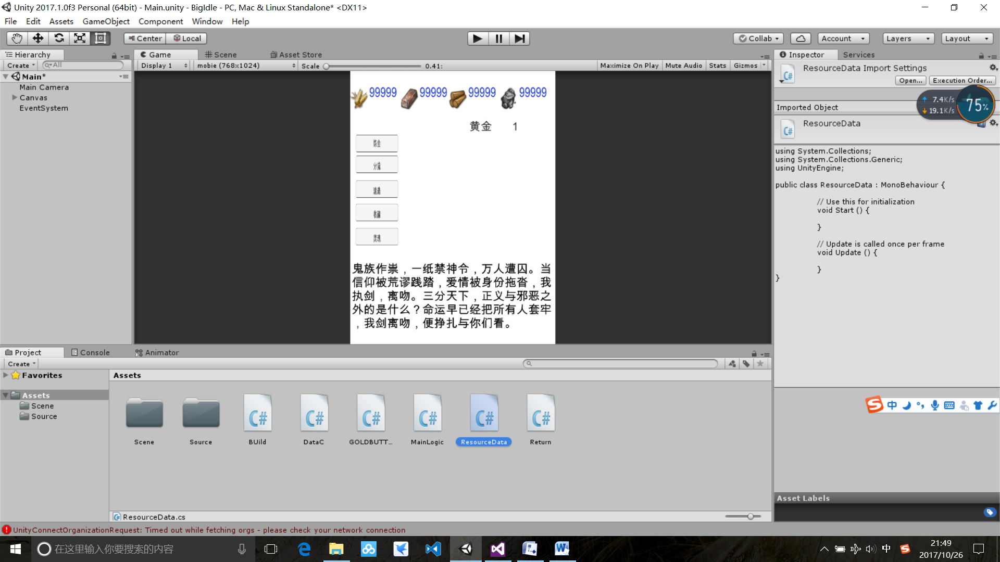 Unity 2017.1.0f3 Personal (64bit) - Main.unity - BigIdle - PC, Mac & Linux Standalone* <DX11>
File Edit Assets GameObject Component Window Help
Center Local
Collab Account Layers Layout
Hierarchy
Create All
Main*
Main Camera
Canvas
EventSystem
Game Scene Asset Store
Display 1 mobie (768x1024) Scale 0.41: Maximize On Play Mute Audio Stats Gizmos
99999 99999 99999 99999
黄金 1
炼金
分解
建造
收藏
灵魂
鬼族作祟，一纸禁神令，万人遭囚。当
信仰被荒谬践踏，爱情被身份拖沓，我
执剑，离吻。三分天下，正义与邪恶之
外的是什么？命运早已经把所有人套牢
，我剑离吻，便挣扎与你们看。
Inspector Services
ResourceData Import Settings
Open... Execution Order...
7.4K/s
19.1K/s
75%
Imported Object
ResourceData
using System.Collections;
using System.Collections.Generic;
using UnityEngine;
public class ResourceData : MonoBehaviour {
// Use this for initialization
void Start () {
}
// Update is called once per frame
void Update () {
}
}
Project Console Animator
Create
Favorites
Assets
Scene
Source
Assets
C# C# C# C# C# C#
Scene Source BUild DataC GOLDBUTT... MainLogic ResourceData Return
ResourceData.cs
中
Asset Labels
UnityConnectOrganizationRequest: Timed out while fetching orgs - please check your network connection
在这里输入你要搜索的内容
中
21:49
2017/10/26